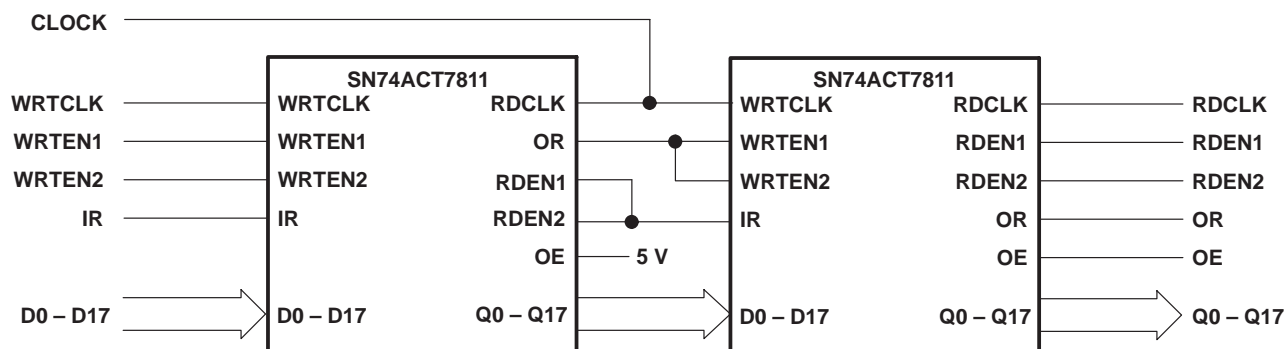 CLOCK
SN74ACT7811 SN74ACT7811
WRTCLK WRTCLK RDCLK WRTCLK RDCLK RDCLK
WRTEN1 WRTEN1 OR WRTEN1 RDEN1 RDEN1
WRTEN2 WRTEN2 RDEN1 WRTEN2 RDEN2 RDEN2
IR IR RDEN2 IR OR OR
OE 5 V OE OE
D0 – D17 D0 – D17 Q0 – Q17 D0 – D17 Q0 – Q17 Q0 – Q17